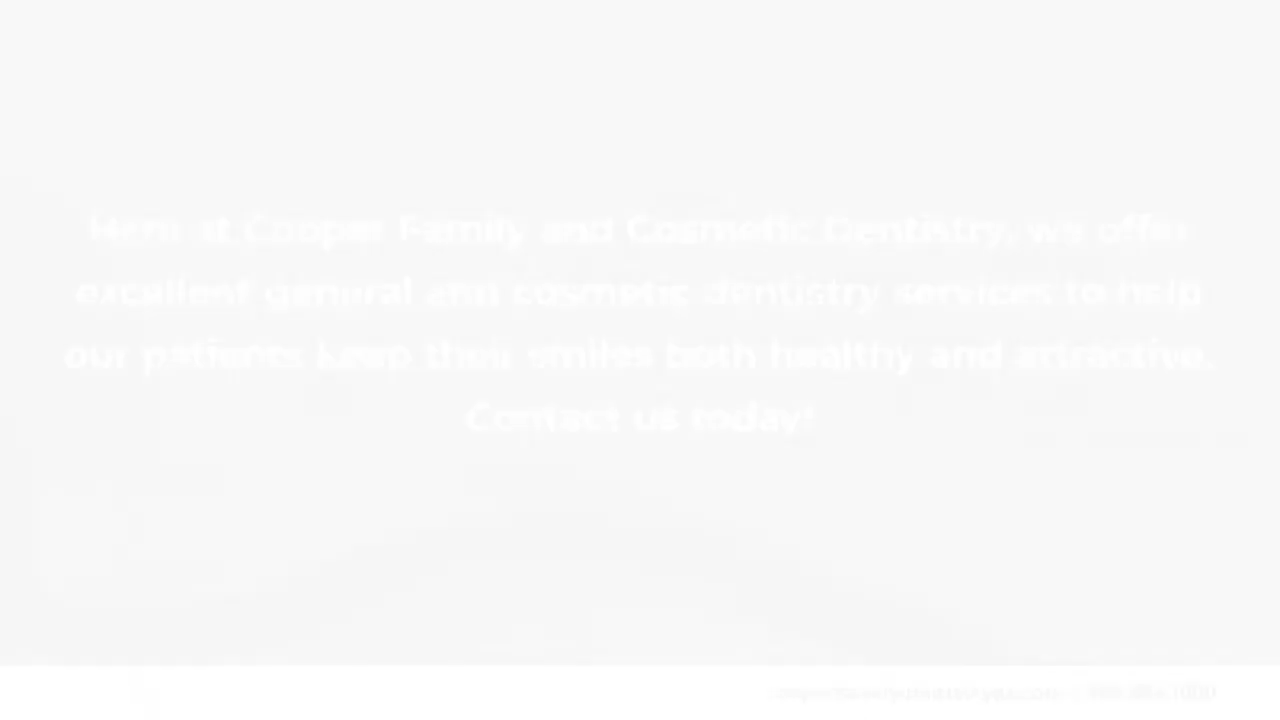 Here at Cooper Family and Cosmetic Dentistry, we offer
excellent general and cosmetic dentistry services to help
our patients keep their smiles both healthy and attractive.
Contact us today!